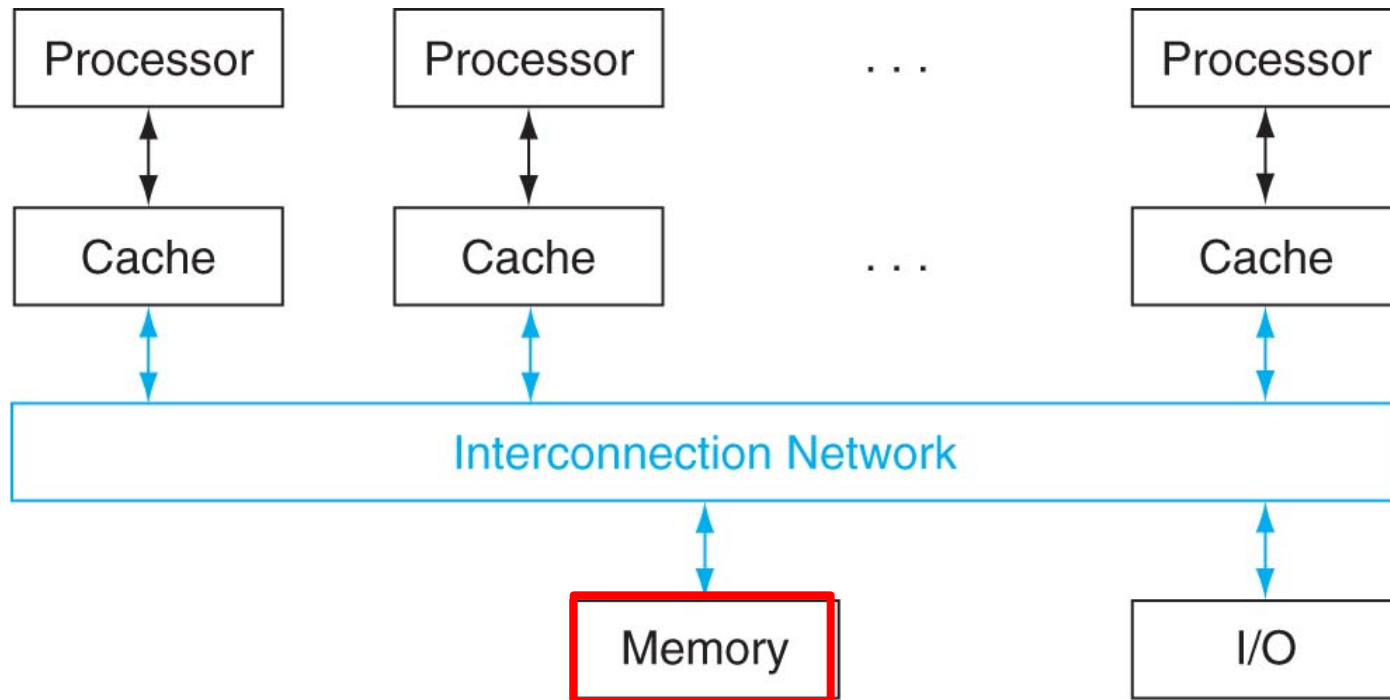 Processor Processor . . . Processor
Cache Cache . . . Cache
Interconnection Network
Memory I/O